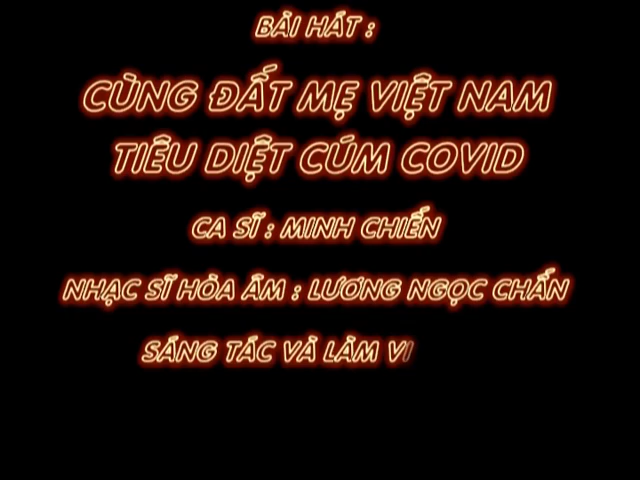 BÀI HÁT :
CÙNG ĐẤT MẸ VIỆT NAM
TIÊU DIỆT CÚM COVID
CA SĨ : MINH CHIẾN
NHẠC SĨ HÒA ÂM : LƯƠNG NGỌC CHẤN
SÁNG TÁC VÀ LÀM VI